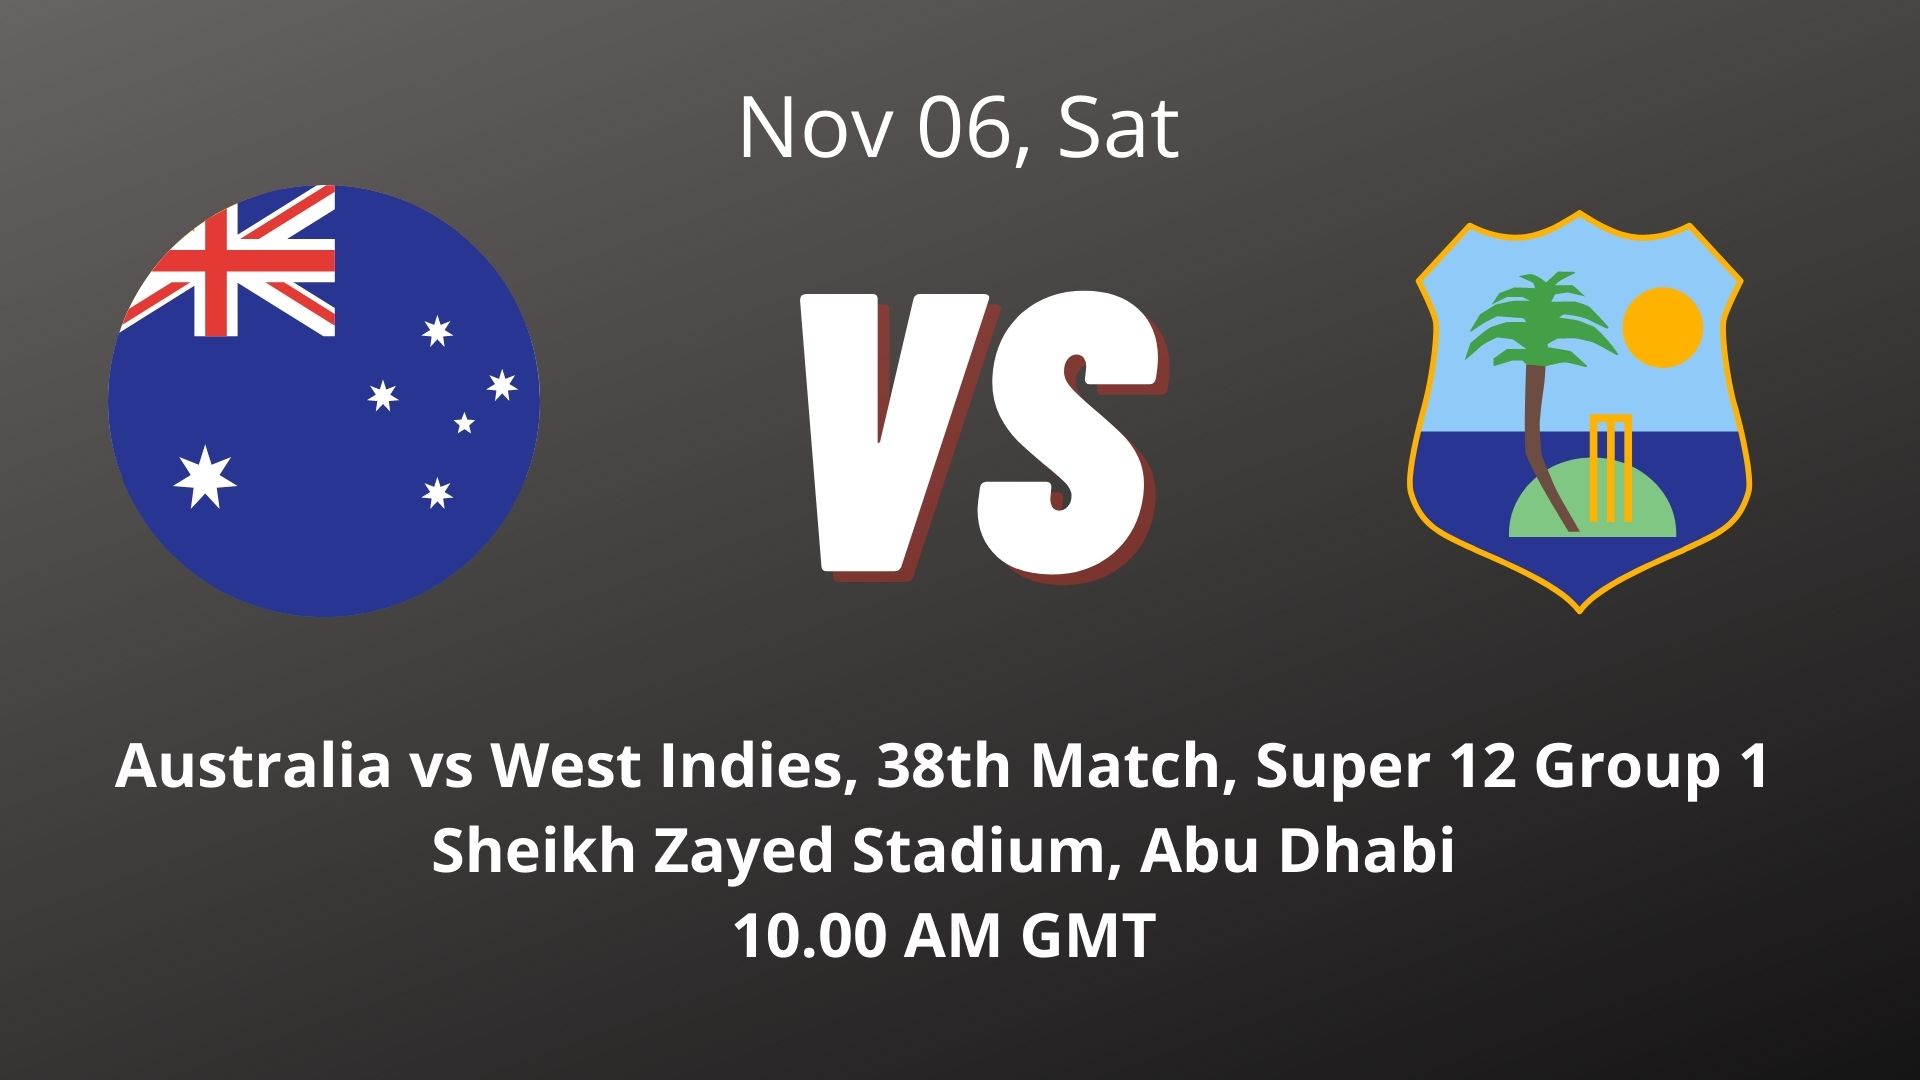 Nov 06, Sat
VS
Australia vs West Indies, 38th Match, Super 12 Group 1
Sheikh Zayed Stadium, Abu Dhabi
10.00 AM GMT